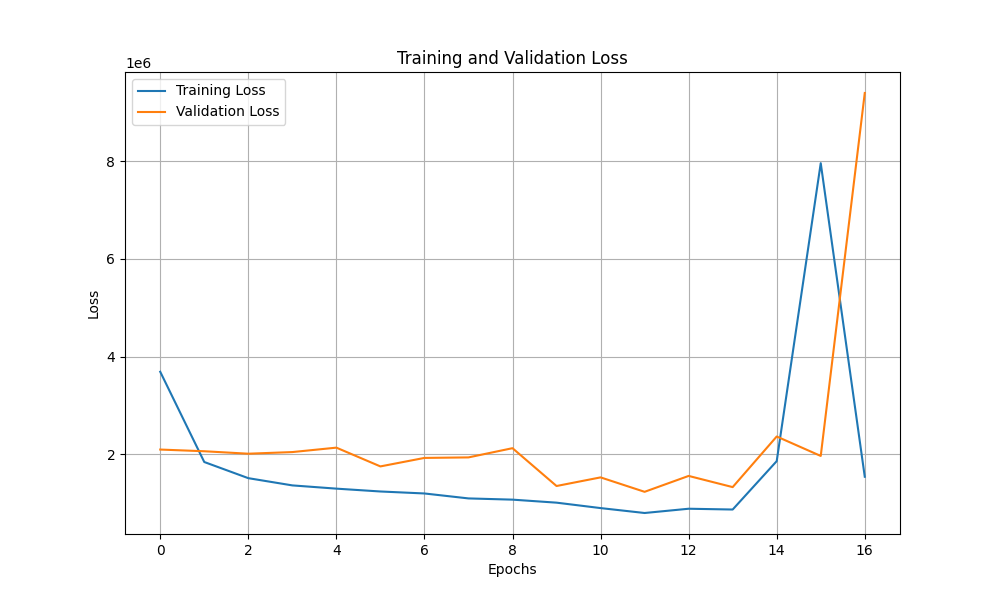 Training and Validation Loss
1e6
Training Loss
Validation Loss
8
6
4
2
Loss
0 2 4 6 8 10 12 14 16
Epochs